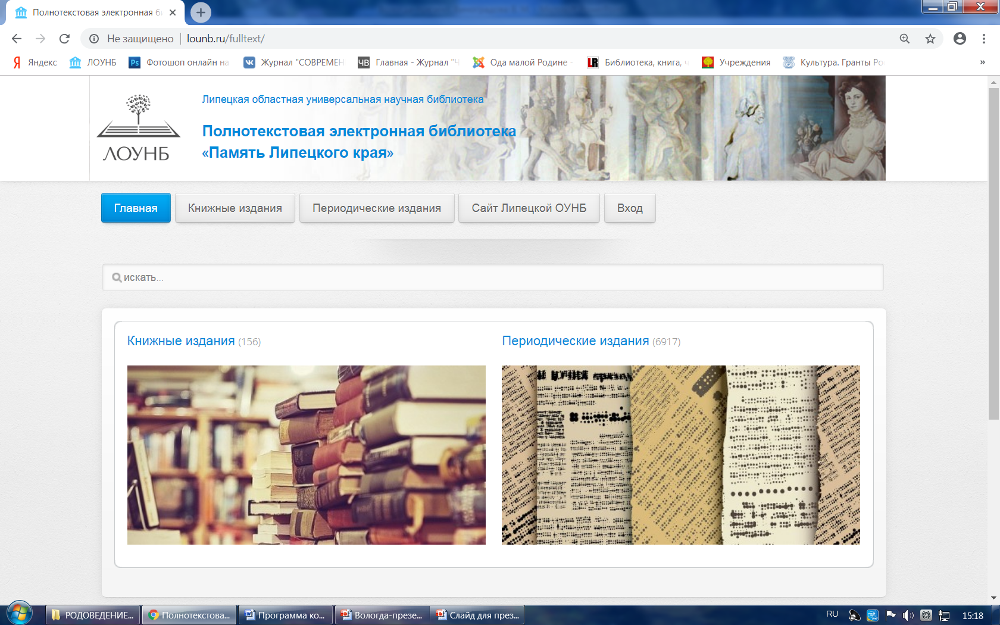 Полнотекстовая электронная б
Не защищено
lounb.ru/fulltext/
Яндекс
ЛОУНБ
Ps
Фотошоп онлайн на
Журнал "СОВРЕМЕН
ЧВ
Главная - Журнал "Ч
Ода малой Родине -
LR
Библиотека, книга, ч
Учреждения
Культура. Гранты Ро
»
ЛОУНБ
Липецкая областная универсальная научная библиотека
Полнотекстовая электронная библиотека
«Память Липецкого края»
Главная
Книжные издания
Периодические издания
Сайт Липецкой ОУНБ
Вход
искать...
Книжные издания (156)
Периодические издания (6917)
РОДОВЕДЕНИЕ...
Полнотекстова...
Программа ко...
Вологда-презе...
Слайд для през...
RU
15:18